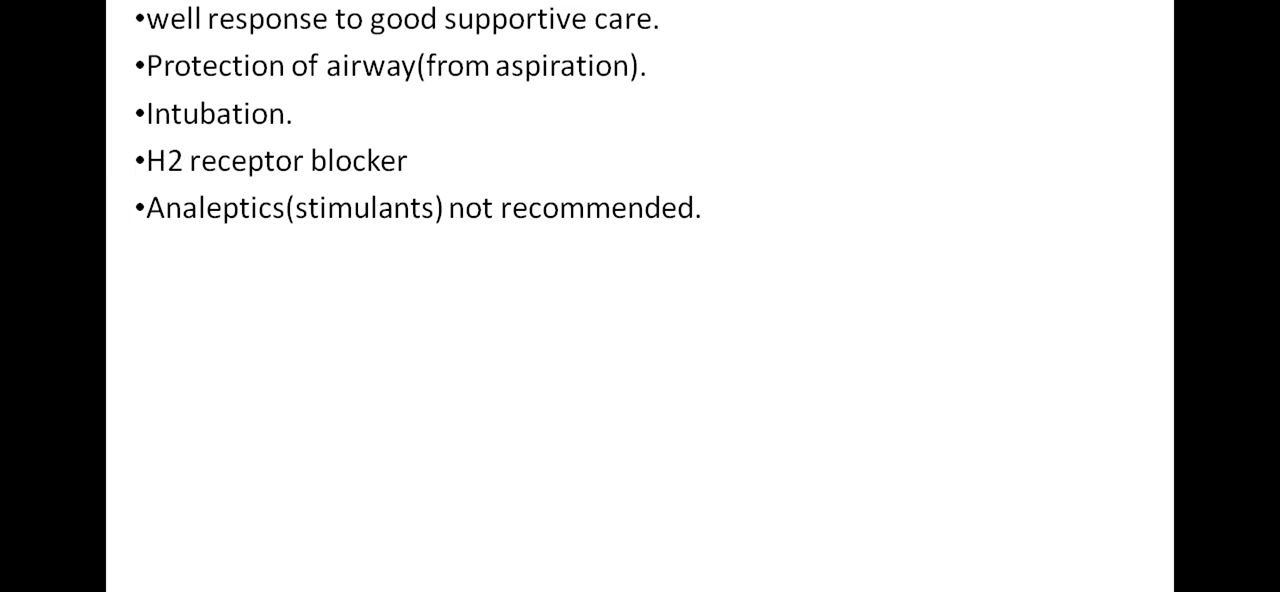 •well response to good supportive care.
•Protection of airway(from aspiration).
•Intubation.
•H2 receptor blocker
•Analeptics(stimulants) not recommended.